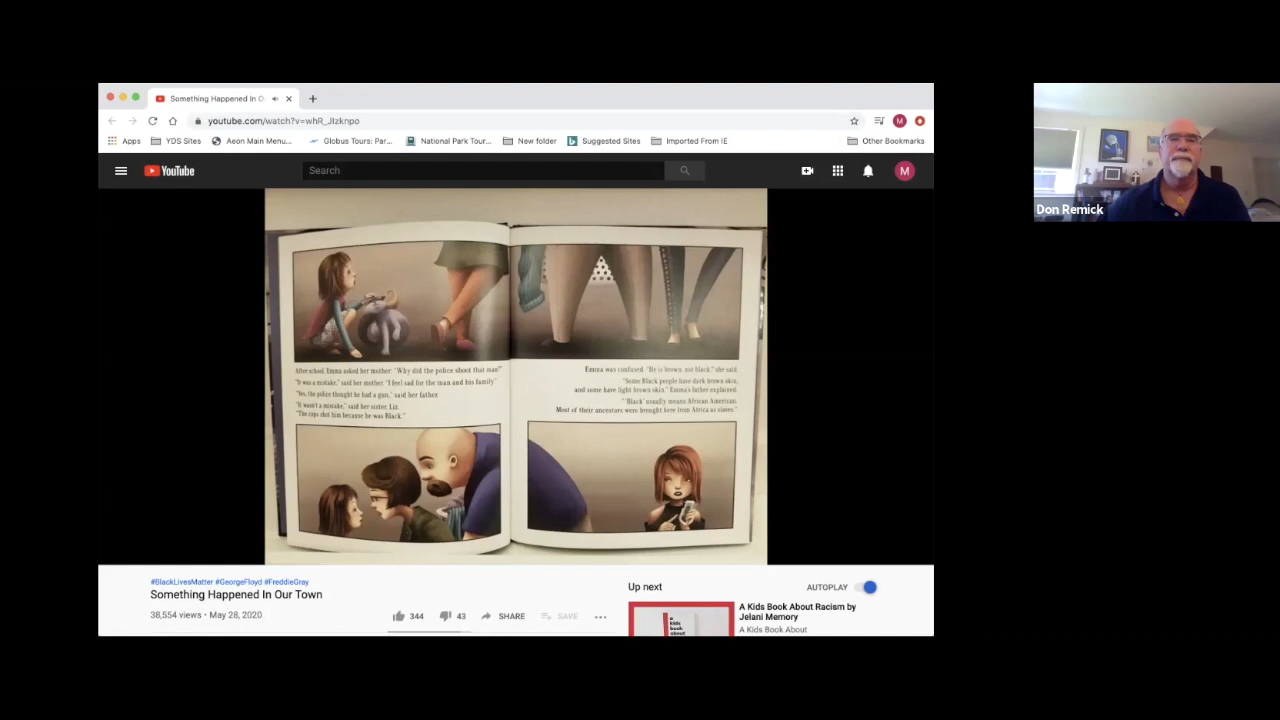 Something Happened In O
youtube.com/watch?v=whR_JIzknpo
M
Apps YDS Sites Aeon Main Menu... Globus Tours: Par... National Park Tour... New folder Suggested Sites Imported From IE Other Bookmarks
YouTube
Search
M
Don Remick
After school, Emma asked her mother, "Why did the police shoot that man?"
"It was a mistake," said her mother. "I feel sad for the man and his family."
"Yes, the police thought he had a gun," said her father.
"It wasn't a mistake," said her sister, Liz.
"The cops shot him because he was Black."
Emma was confused. "He is brown, not black," she said.
"Some Black people have dark brown skin,
and some have light brown skin," Emma's father explained.
"'Black' usually means African American.
Most of their ancestors were brought here from Africa as slaves."
#BlackLivesMatter #GeorgeFloyd #FreddieGray
Something Happened In Our Town
38,554 views • May 28, 2020
344 43 SHARE SAVE
Up next
AUTOPLAY
a
kids
book
about
A Kids Book About Racism by
Jelani Memory
A Kids Book About